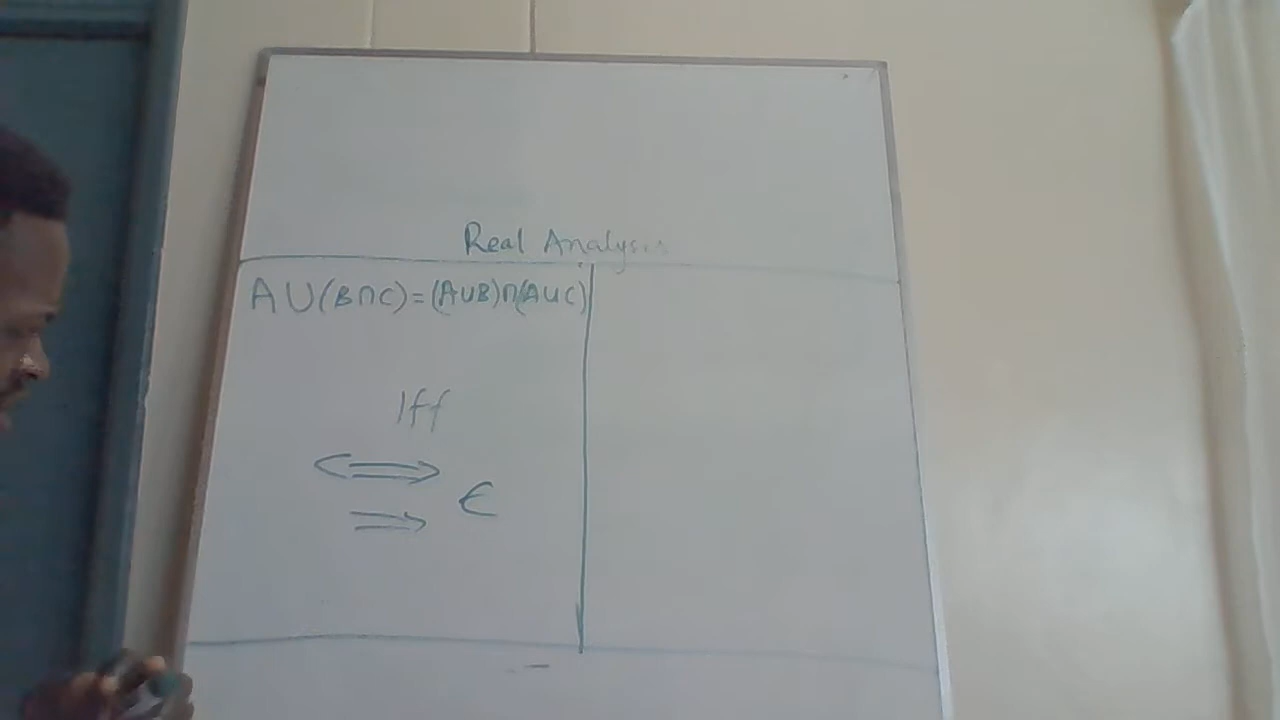 Real Analysis
A∪(B∩C)=(A∪B)∩(A∪C)
Iff
⟺
⟹ ∈